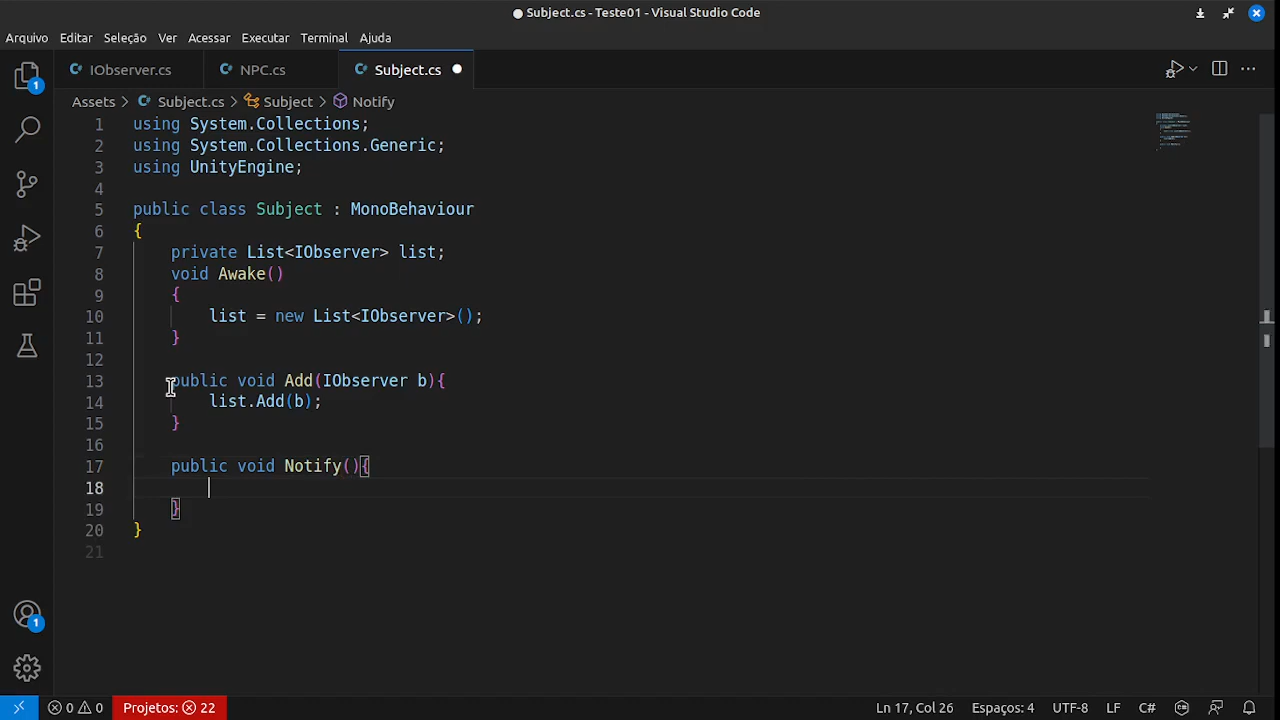 Subject.cs - Teste01 - Visual Studio Code
Arquivo Editar Seleção Ver Acessar Executar Terminal Ajuda
IObserver.cs NPC.cs Subject.cs
Assets > Subject.cs > Subject > Notify
1 using System.Collections;
2 using System.Collections.Generic;
3 using UnityEngine;
4
5 public class Subject : MonoBehaviour
6 {
7 private List<IObserver> list;
8 void Awake()
9 {
10 list = new List<IObserver>();
11 }
12
13 public void Add(IObserver b){
14 list.Add(b);
15 }
16
17 public void Notify(){
18
19 }
20 }
21
1
1
0 0 Projetos: 22 Ln 17, Col 26 Espaços: 4 UTF-8 LF C#